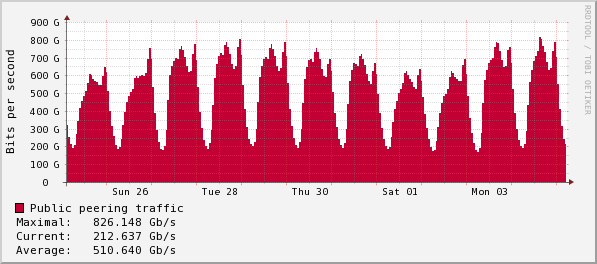 RRDTOOL / TOBI OETIKER
Bits per second
900 G
800 G
700 G
600 G
500 G
400 G
300 G
200 G
100 G
0
Sun 26 Tue 28 Thu 30 Sat 01 Mon 03
Public peering traffic
Maximal: 826.148 Gb/s
Current: 212.637 Gb/s
Average: 510.640 Gb/s